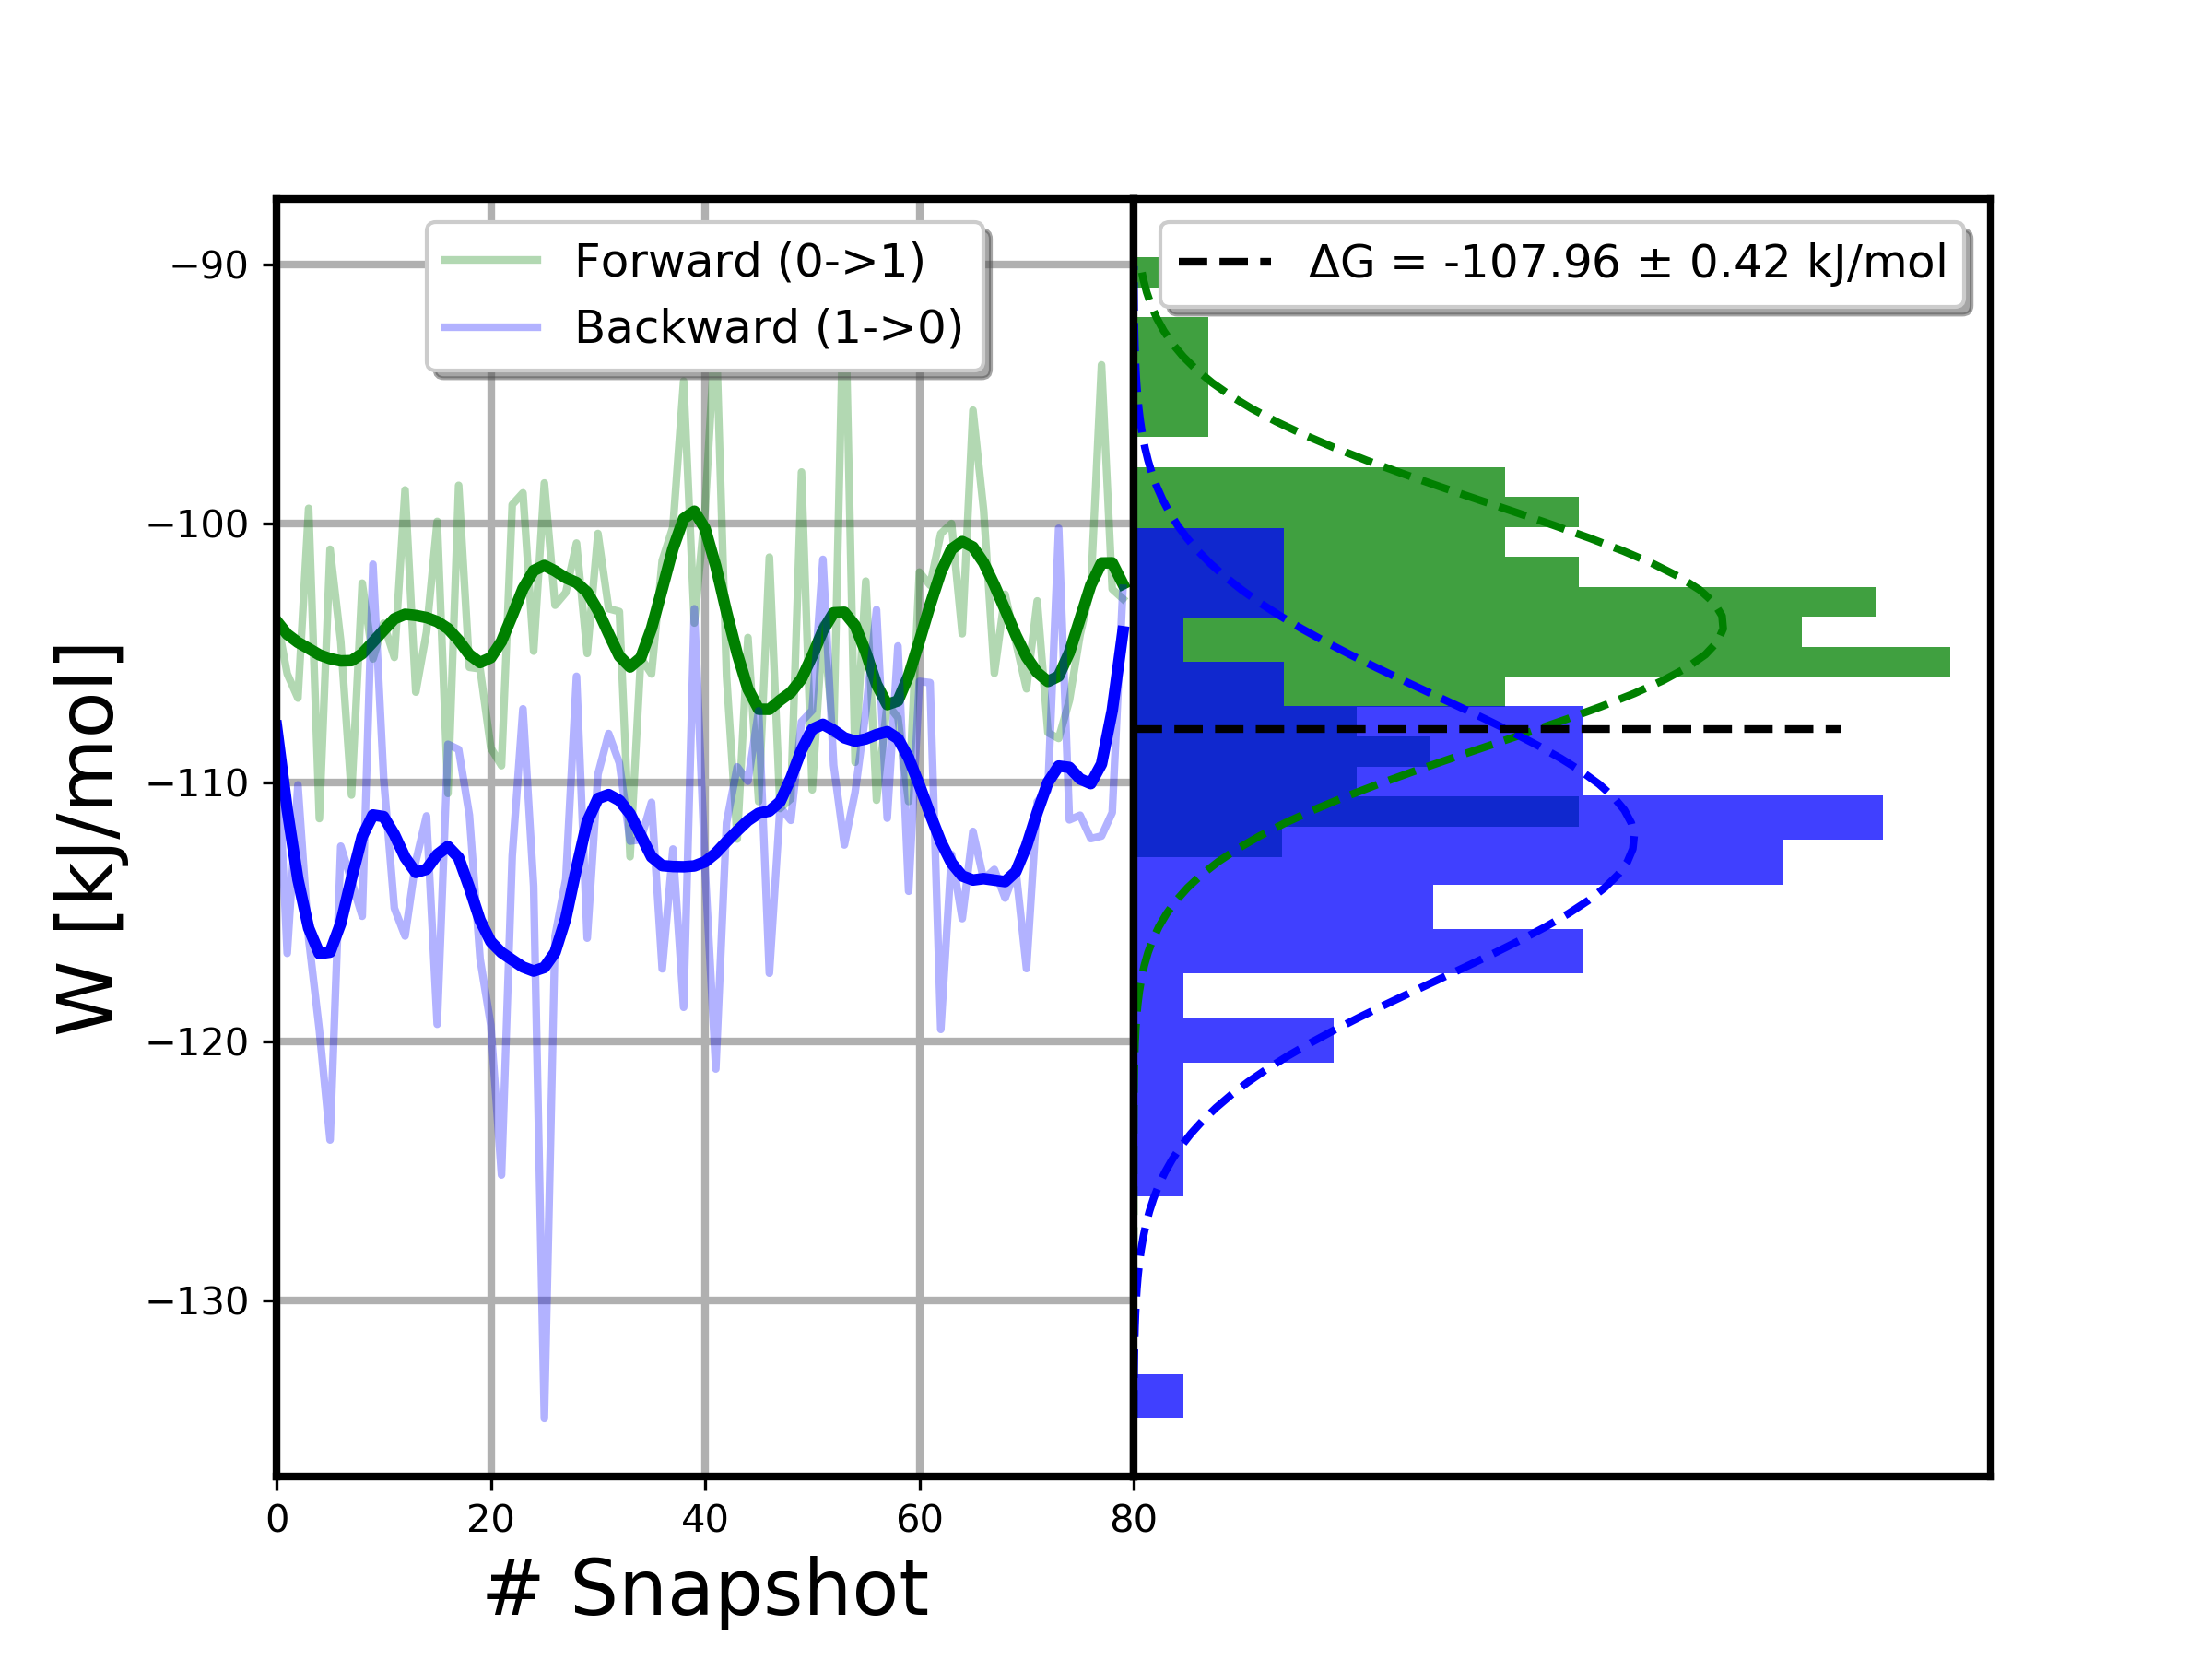 Forward (0->1)
Backward (1->0)
ΔG = -107.96 ± 0.42 kJ/mol
W [kJ/mol]
−90
−100
−110
−120
−130
0 20 40 60 80
# Snapshot